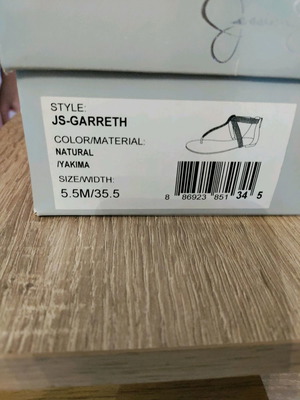 STYLE:
JS-GARRETH
COLOR/MATERIAL:
NATURAL
/YAKIMA
SIZE/WIDTH:
5.5M/35.5
8 86923 851 34 5